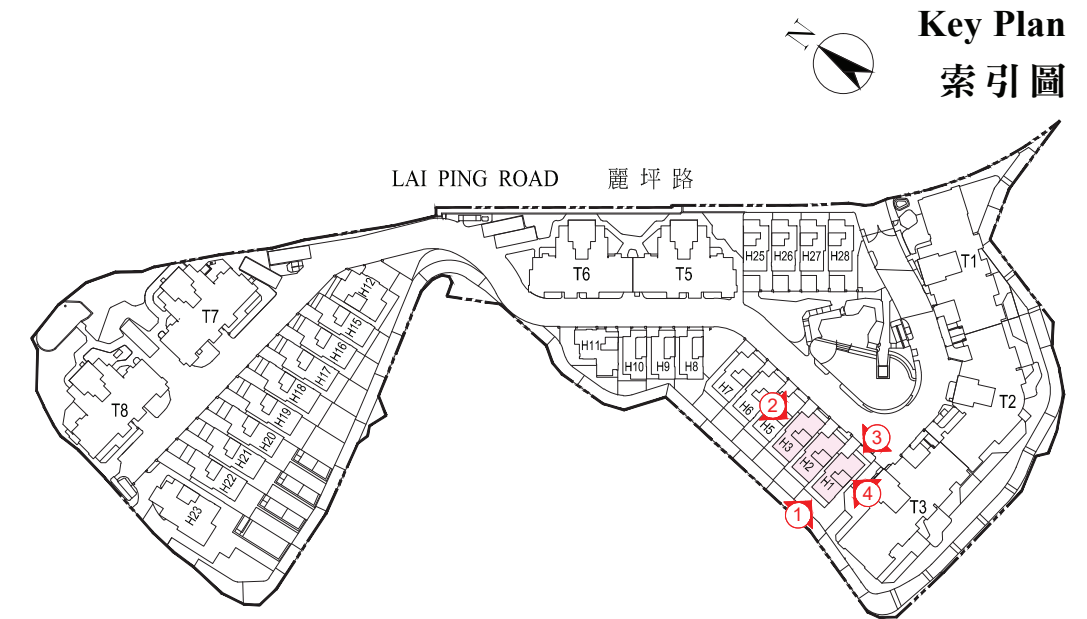 N
Key Plan
索引圖
LAI PING ROAD 麗坪路
T1
T6
T5
H25
H26
H27
H28
T7
H12
H15
H16
H17
H18
H19
H20
H21
H22
H23
T8
H11
H10
H9
H8
H7
H6
H5
H3
H2
H1
T2
T3
2
3
4
1